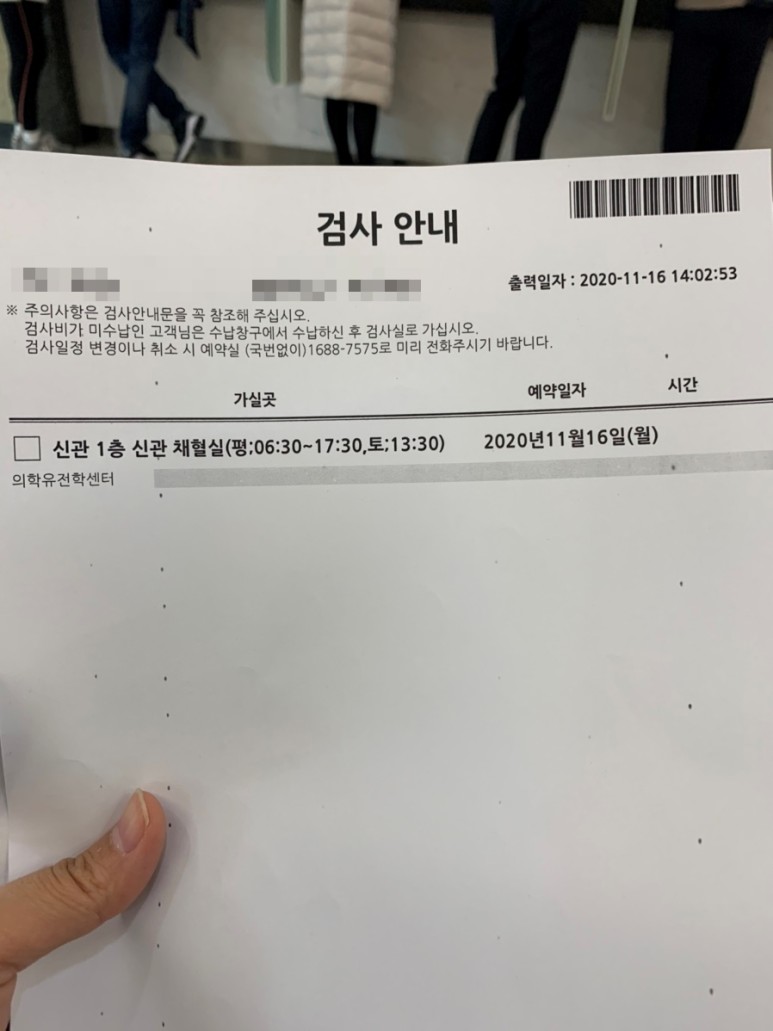 검사 안내
출력일자 : 2020-11-16 14:02:53
※ 주의사항은 검사안내문을 꼭 참조해 주십시오.
검사비가 미수납인 고객님은 수납창구에서 수납하신 후 검사실로 가십시오.
검사일정 변경이나 취소 시 예약실 (국번없이)1688-7575로 미리 전화주시기 바랍니다.
가실곳 예약일자 시간
신관 1층 신관 채혈실(평;06:30~17:30,토;13:30) 2020년11월16일(월)
의학유전학센터